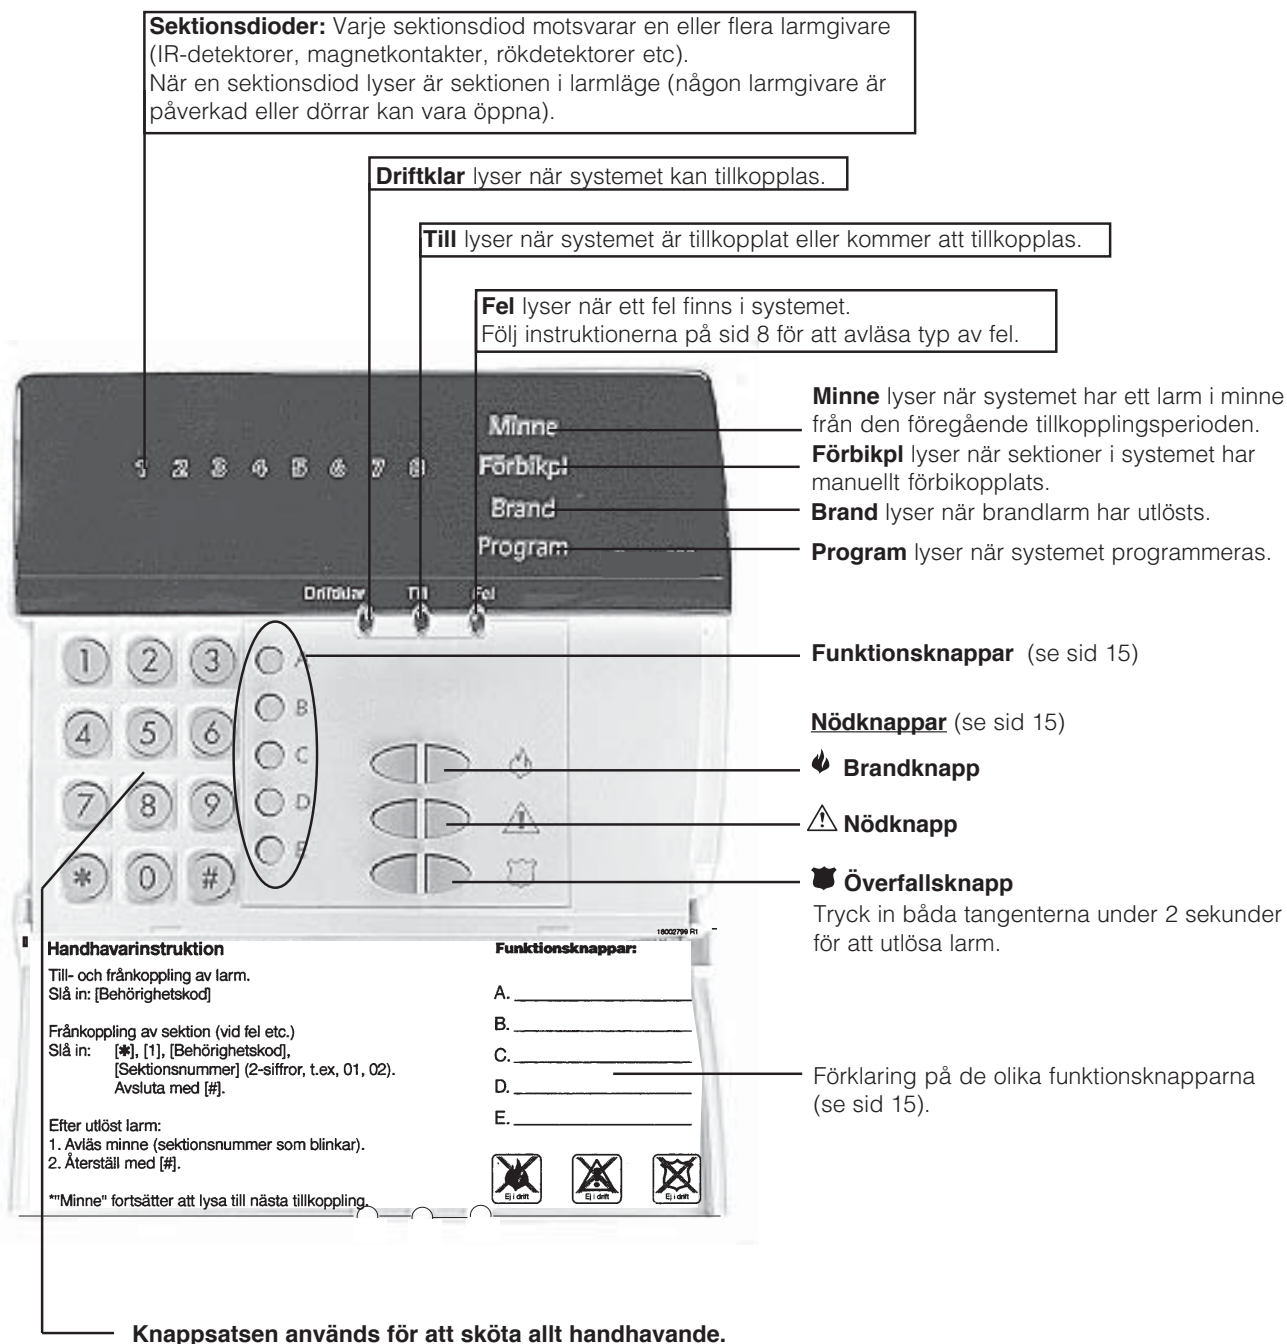 Sektionsdioder: Varje sektionsdiod motsvarar en eller flera larmgivare
(IR-detektorer, magnetkontakter, rökdetektorer etc).
När en sektionsdiod lyser är sektionen i larmläge (någon larmgivare är
påverkad eller dörrar kan vara öppna).
Driftklar lyser när systemet kan tillkopplas.
Till lyser när systemet är tillkopplat eller kommer att tillkopplas.
Fel lyser när ett fel finns i systemet.
Följ instruktionerna på sid 8 för att avläsa typ av fel.
Minne
1 2 3 4 5 6 7 8 Förbikpl
Brand
Program
Driftklar Till Fel
Minne lyser när systemet har ett larm i minne
från den föregående tillkopplingsperioden.
Förbikpl lyser när sektioner i systemet har
manuellt förbikopplats.
Brand lyser när brandlarm har utlösts.
Program lyser när systemet programmeras.
1 2 3 A
B
4 5 6
C
7 8 9 D
E
* 0 #
Funktionsknappar (se sid 15)
Nödknappar (se sid 15)
Brandknapp
Nödknapp
Överfallsknapp
Tryck in båda tangenterna under 2 sekunder
för att utlösa larm.
16002799 R1
Handhavarinstruktion
Till- och frånkoppling av larm.
Slå in: [Behörighetskod]
Frånkoppling av sektion (vid fel etc.)
Slå in: [✱], [1], [Behörighetskod],
[Sektionsnummer] (2-siffror, t.ex, 01, 02).
Avsluta med [#].
Efter utlöst larm:
1. Avläs minne (sektionsnummer som blinkar).
2. Återställ med [#].
*"Minne" fortsätter att lysa till nästa tillkoppling.
Funktionsknappar:
A.
B.
C.
D.
E.
Ej i drift Ej i drift Ej i drift
Förklaring på de olika funktionsknapparna
(se sid 15).
Knappsatsen används för att sköta allt handhavande.